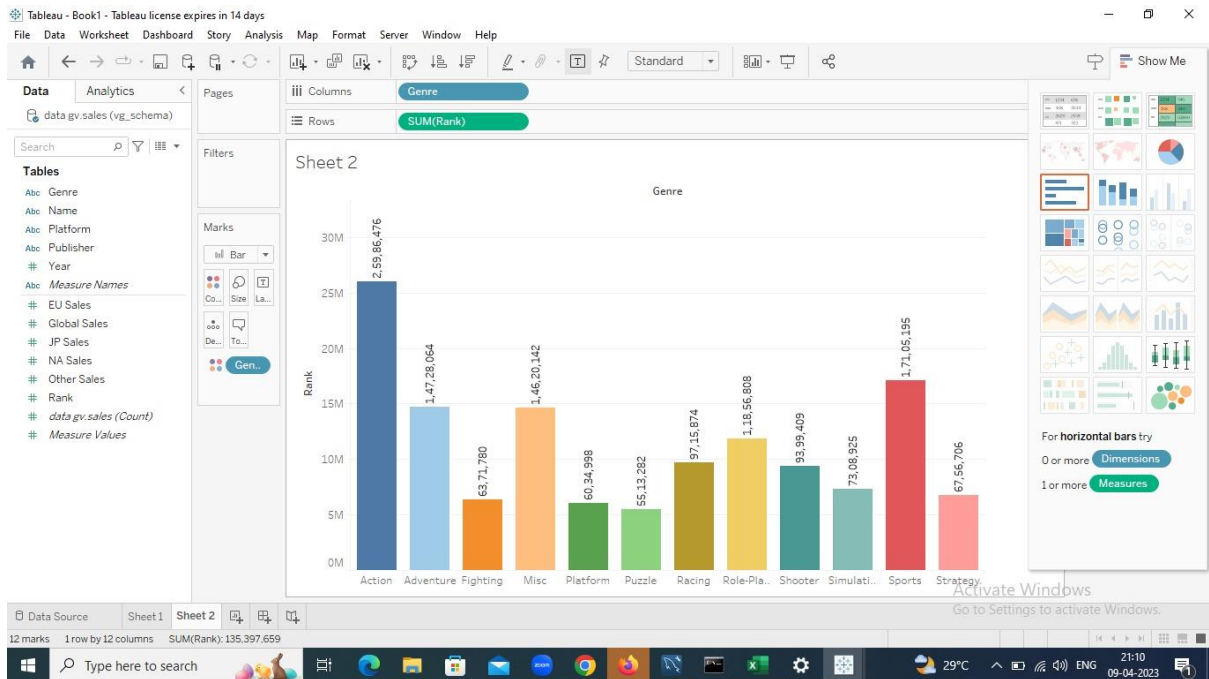 Tableau - Book1 - Tableau license expires in 14 days
File Data Worksheet Dashboard Story Analysis Map Format Server Window Help
Standard
Show Me
Data Analytics
data gv.sales (vg_schema)
Search
Tables
Abc Genre
Abc Name
Abc Platform
Abc Publisher
# Year
Abc Measure Names
# EU Sales
# Global Sales
# JP Sales
# NA Sales
# Other Sales
# Rank
# data gv.sales (Count)
# Measure Values
Pages
Filters
Marks
Bar
Co... Size La...
De... To...
Gen..
Columns Genre
Rows SUM(Rank)
Sheet 2
Genre
Rank
30M
25M
20M
15M
10M
5M
0M
2,59,86,476
1,47,28,064
63,71,780
1,46,20,142
60,34,998
55,13,282
97,15,874
1,18,56,808
93,99,409
73,08,925
1,71,05,195
67,56,706
Action Adventure Fighting Misc Platform Puzzle Racing Role-Pla.. Shooter Simulati.. Sports Strategy
For horizontal bars try
0 or more Dimensions
1 or more Measures
Activate Windows
Go to Settings to activate Windows.
Data Source Sheet 1 Sheet 2
12 marks 1 row by 12 columns SUM(Rank): 135,397,659
Type here to search
zoom
29°C ENG
21:10
09-04-2023
1